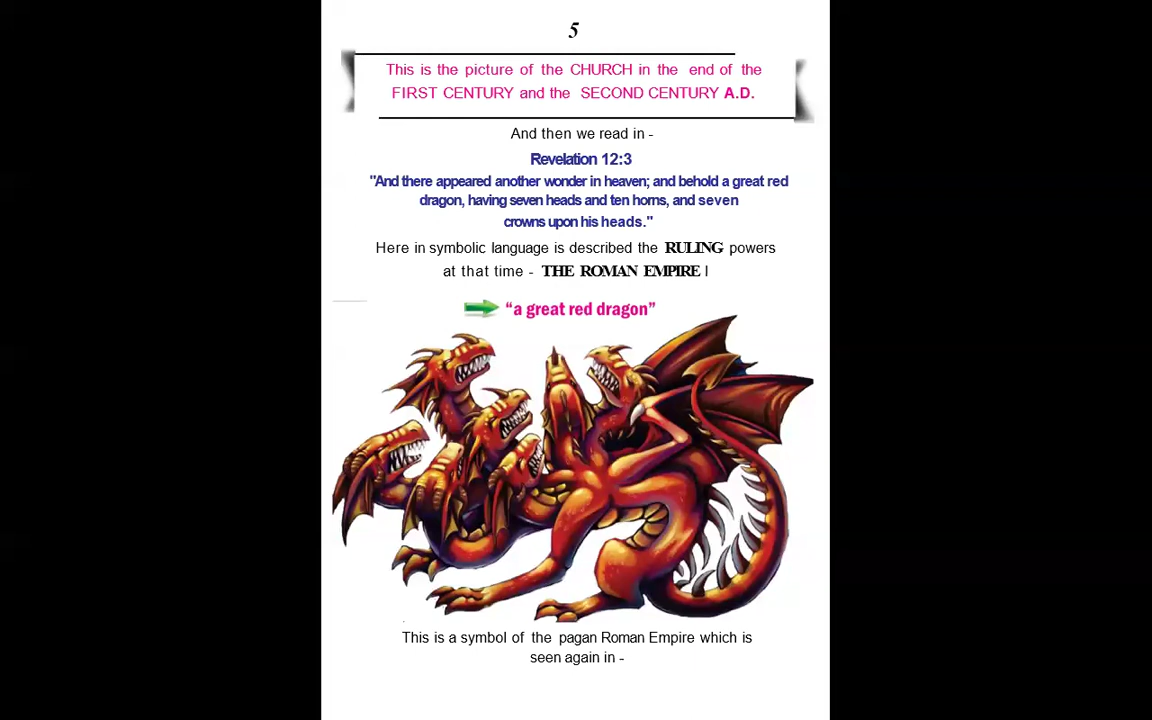 5
This is the picture of the CHURCH in the end of the
FIRST CENTURY and the SECOND CENTURY A.D.
And then we read in -
Revelation 12:3
"And there appeared another wonder in heaven; and behold a great red
dragon, having seven heads and ten horns, and seven
crowns upon his heads."
Here in symbolic language is described the RULING powers
at that time - THE ROMAN EMPIRE l
“a great red dragon”
This is a symbol of the pagan Roman Empire which is
seen again in -